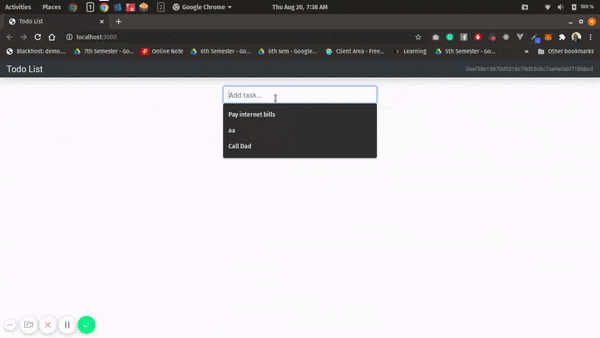 Activities Places 1 2 Google Chrome Thu Aug 20, 7:38 AM 100 %
Todo List
localhost:3000
Blackhost: demo... 7th Semester - Go... Online Note 6th Semester - Go... 6th sem - Google... Client Area - Free... Learning 5th Semester - Go... » Other bookmarks
Todo List
Add task...
Pay internet bills
aa
Call Dad